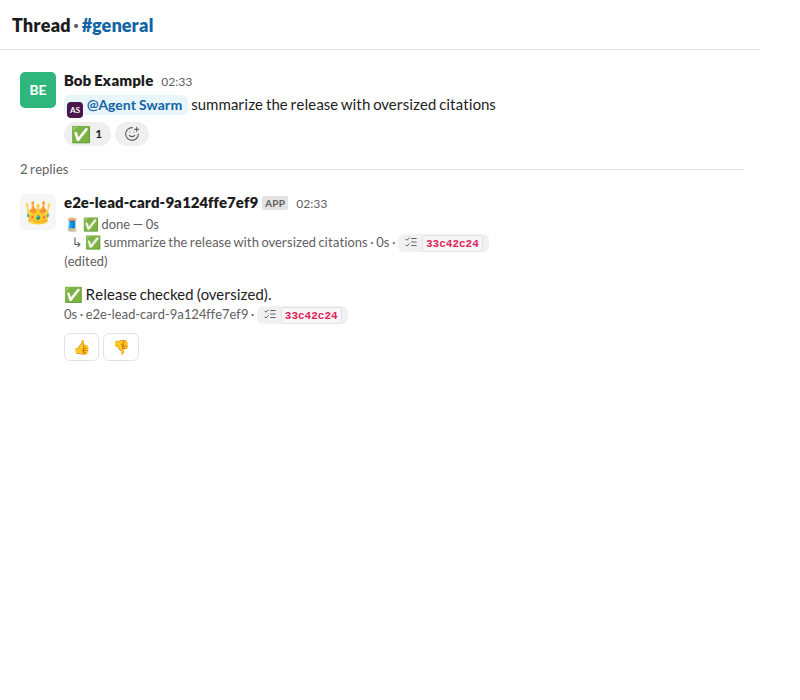 Thread · #general
BE
Bob Example 02:33
AS @Agent Swarm summarize the release with oversized citations
✅ 1
2 replies
e2e-lead-card-9a124ffe7ef9 APP 02:33
🧵 ✅ done — 0s
↳ ✅ summarize the release with oversized citations · 0s · 33c42c24
(edited)
✅ Release checked (oversized).
0s · e2e-lead-card-9a124ffe7ef9 · 33c42c24